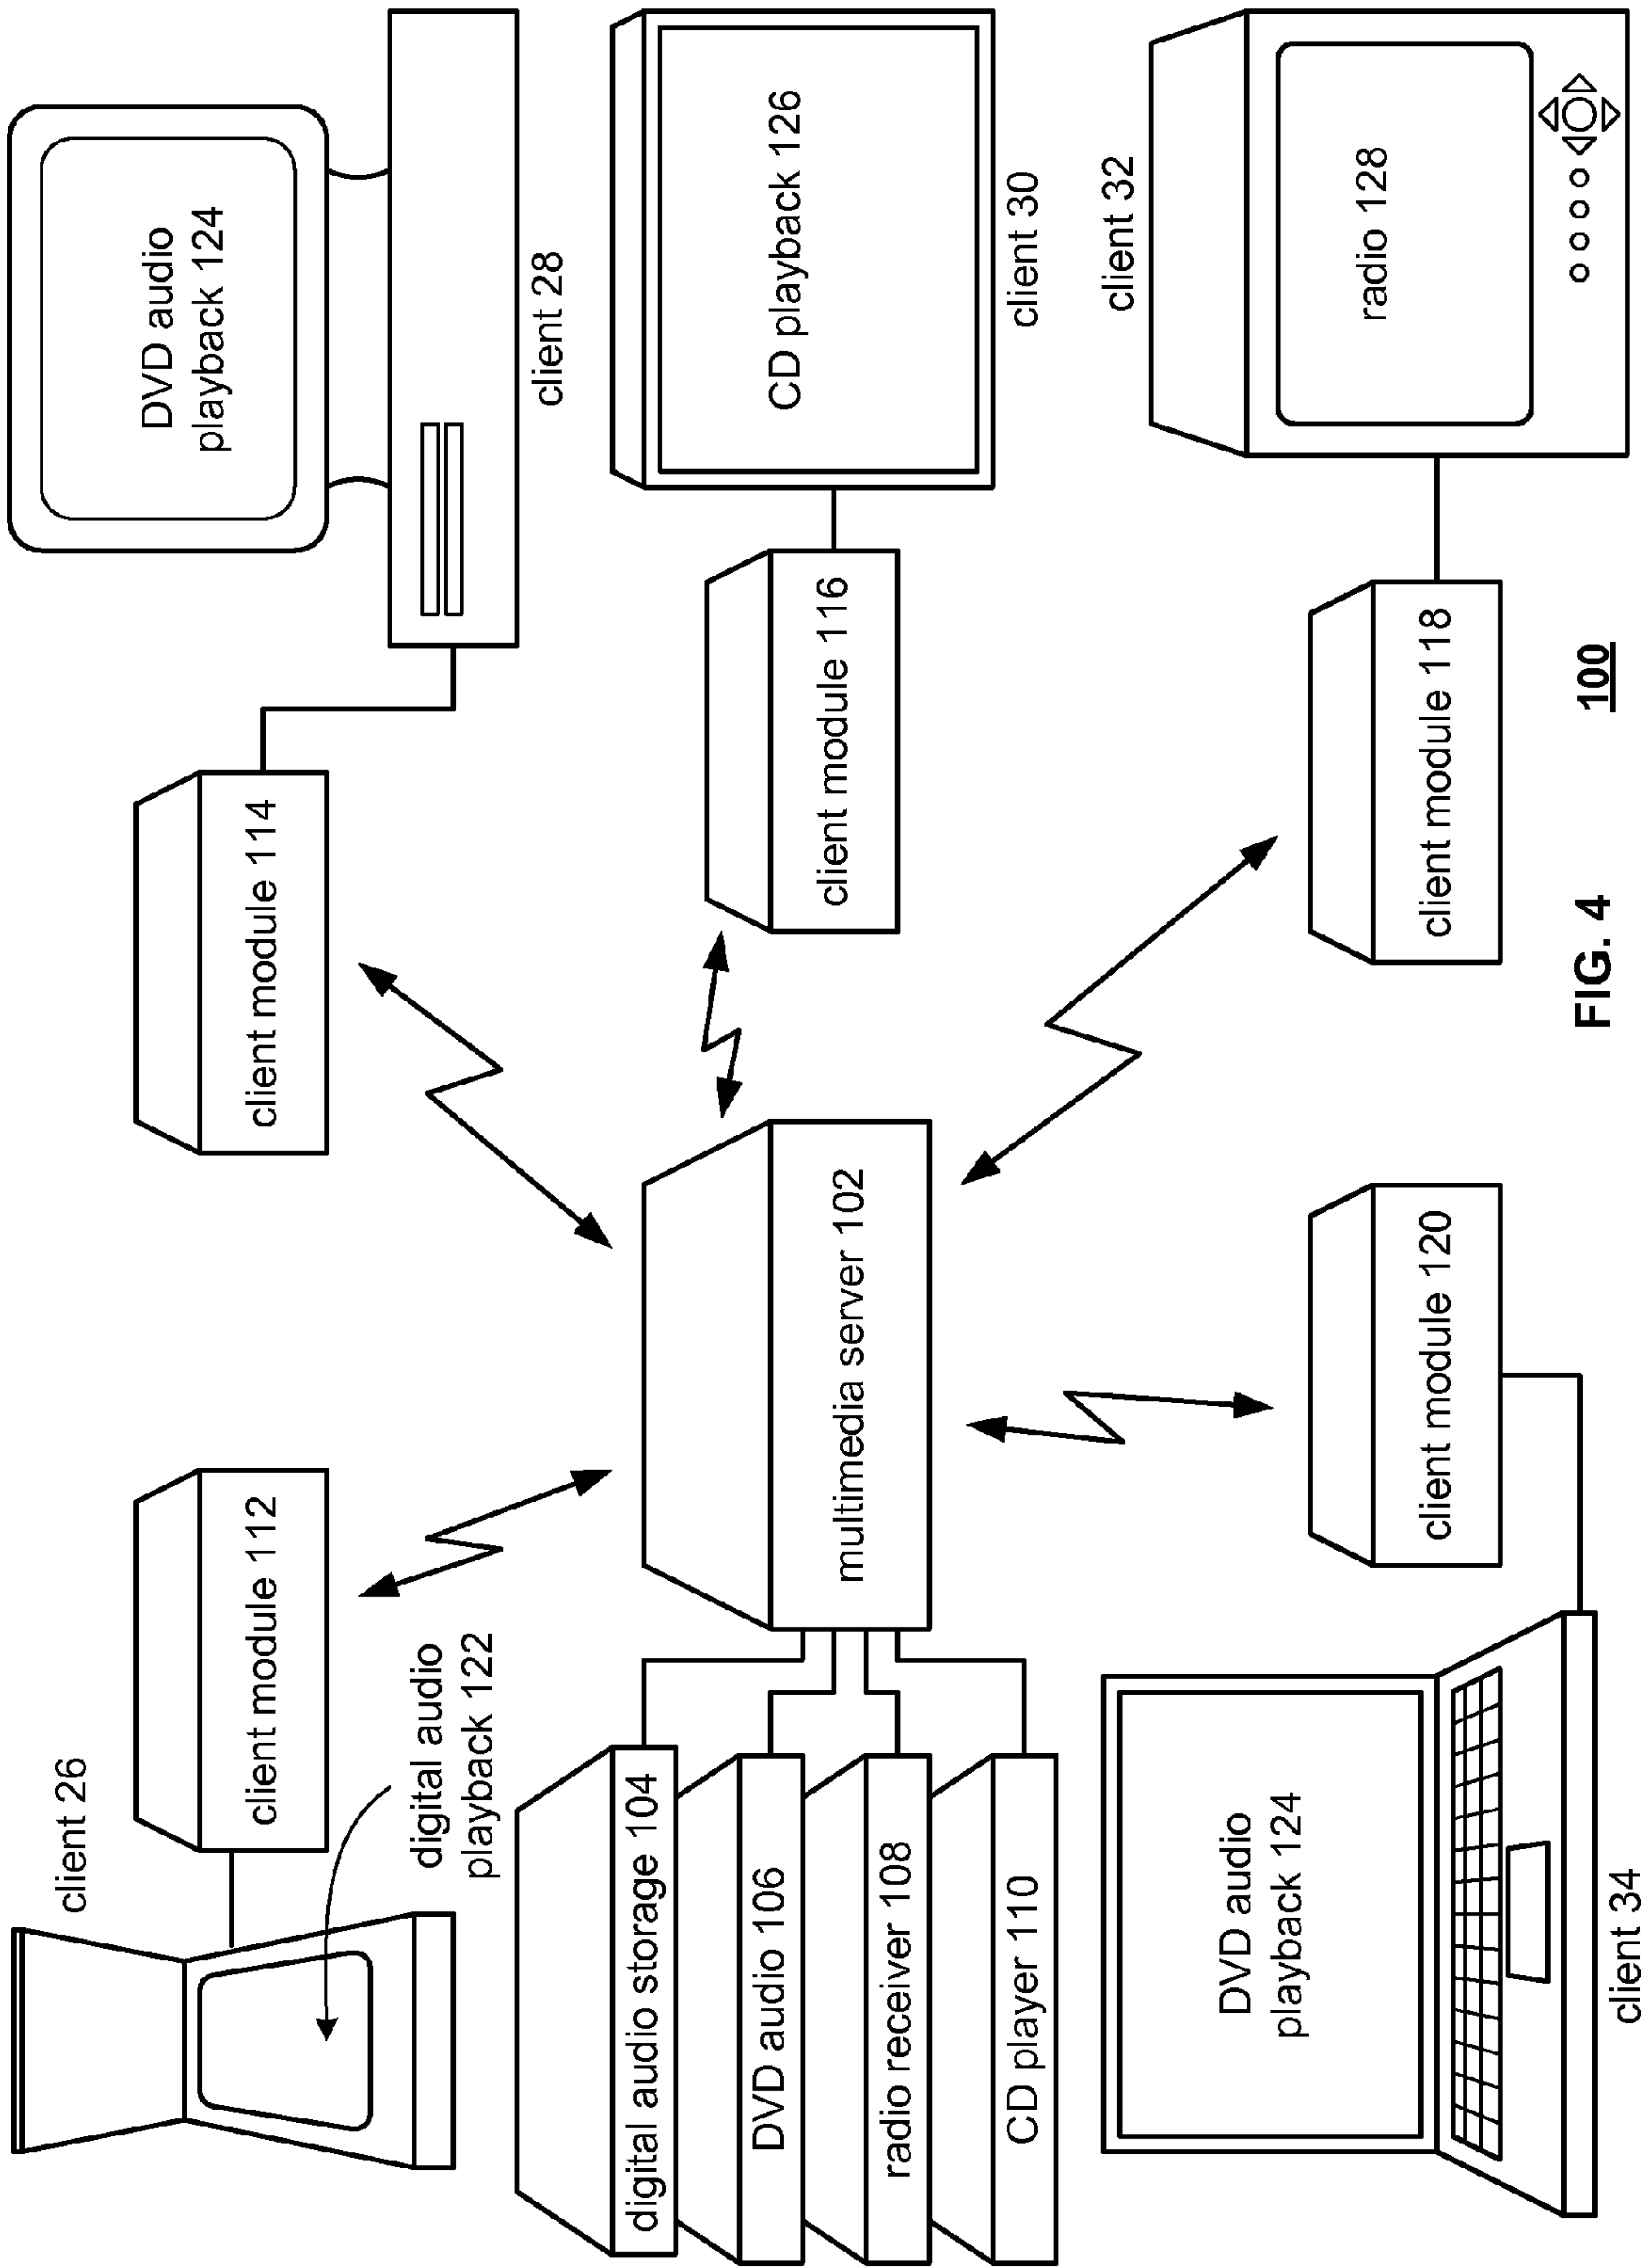 client 26
client module 112
digital audio
playback 122
client module 114
DVD audio
playback 124
client 28
digital audio storage 104
DVD audio 106
radio receiver 108
CD player 110
multimedia server 102
client module 116
CD playback 126
client 30
DVD audio
playback 124
client 34
client module 120
client module 118
client 32
radio 128
FIG. 4
100